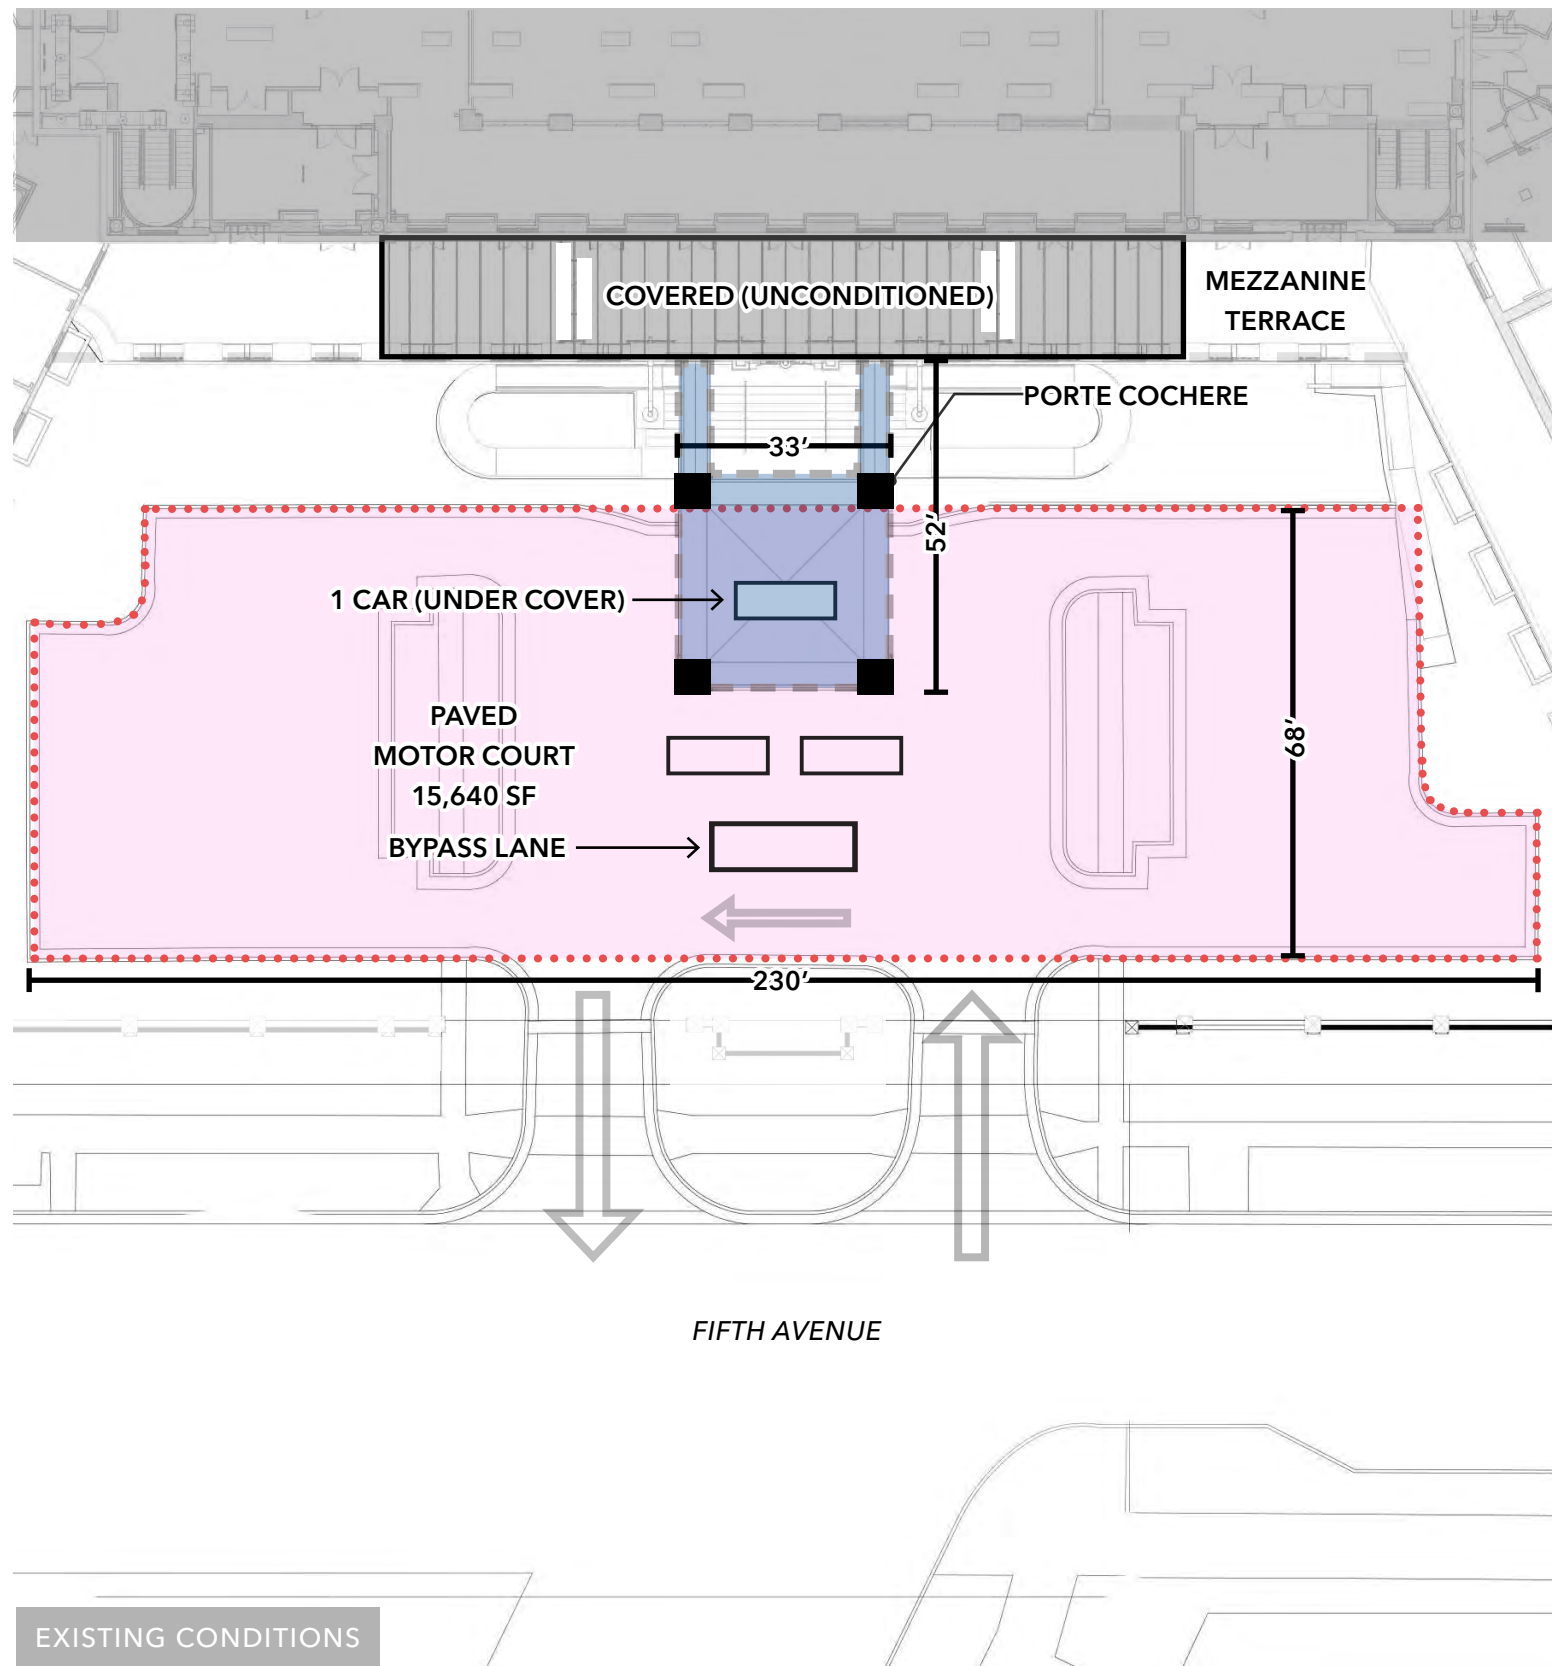 COVERED (UNCONDITIONED)
MEZZANINE
TERRACE
PORTE COCHERE
33'
52'
1 CAR (UNDER COVER)
68'
PAVED
MOTOR COURT
15,640 SF
BYPASS LANE
230'
FIFTH AVENUE
EXISTING CONDITIONS